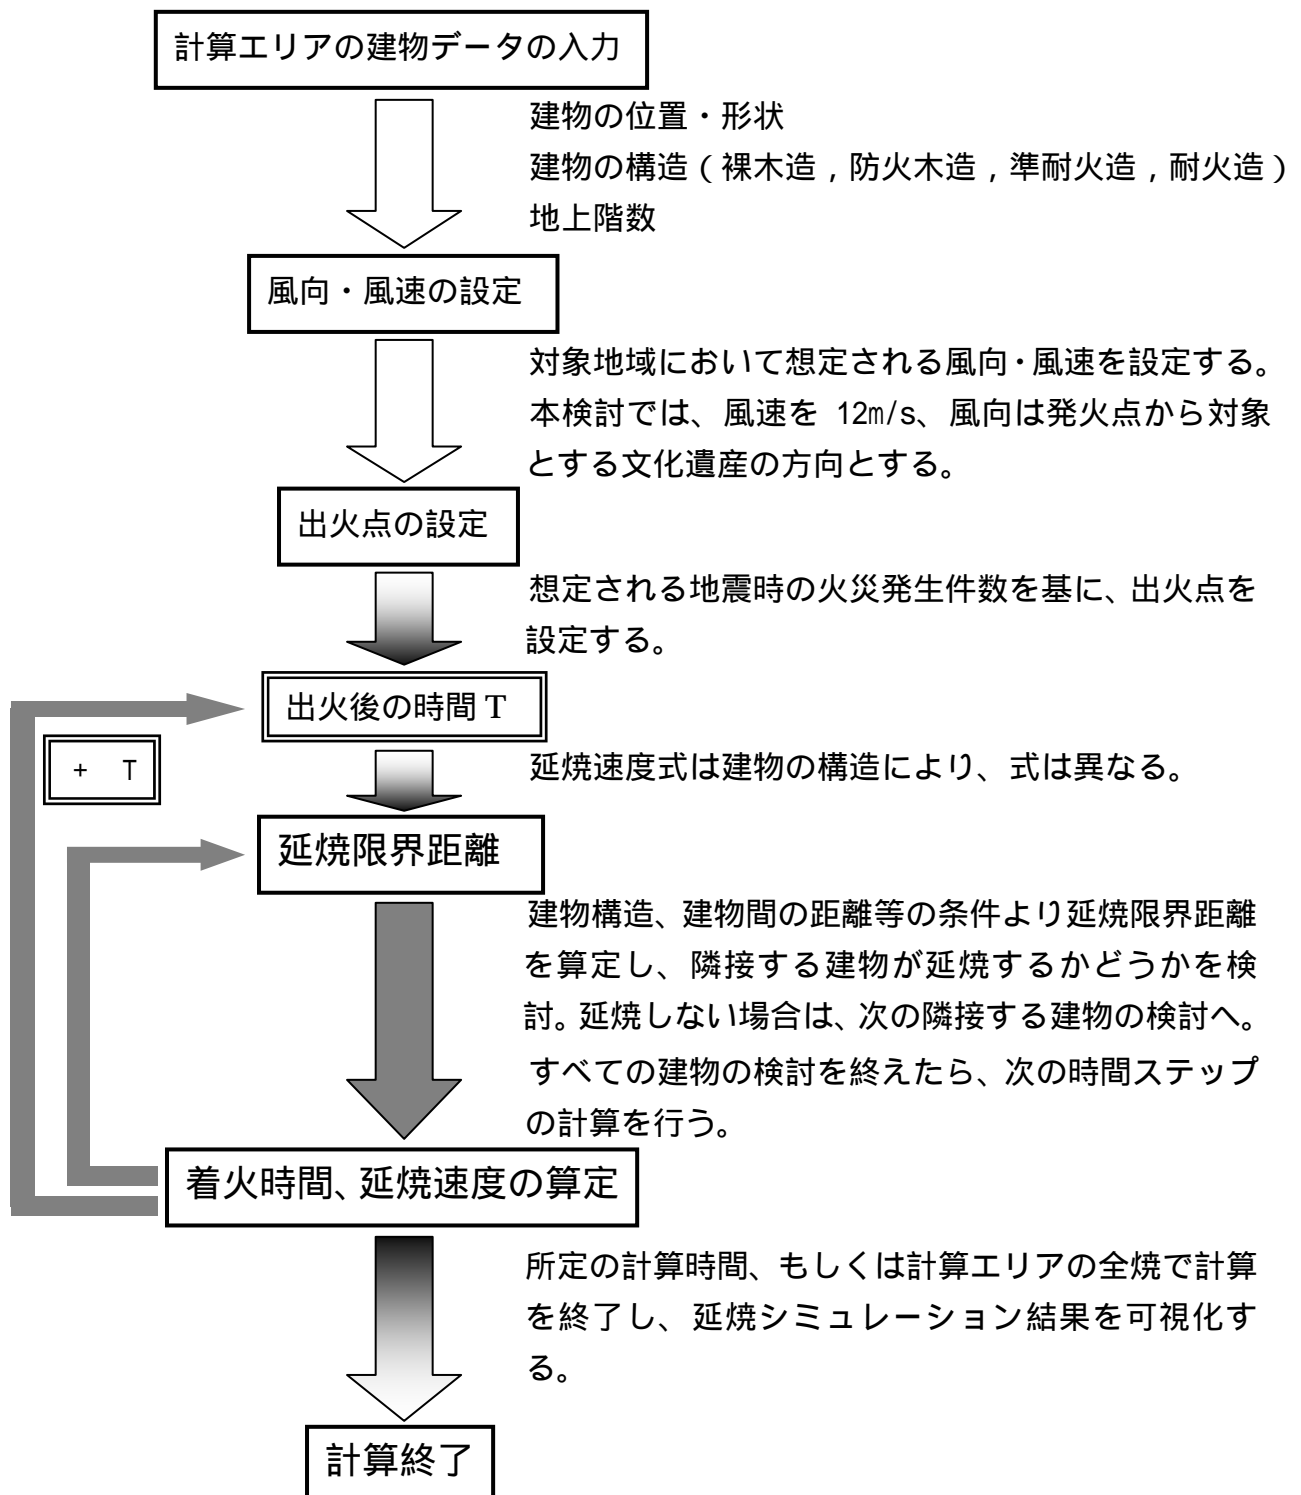 計算エリアの建物データの入力
建物の位置・形状
建物の構造(裸木造,防火木造,準耐火造,耐火造)
地上階数
風向・風速の設定
対象地域において想定される風向・風速を設定する。
本検討では、風速を 12m/s、風向は発火点から対象
とする文化遺産の方向とする。
出火点の設定
想定される地震時の火災発生件数を基に、出火点を
設定する。
出火後の時間 T
+ T
延焼速度式は建物の構造により、式は異なる。
延焼限界距離
建物構造、建物間の距離等の条件より延焼限界距離
を算定し、隣接する建物が延焼するかどうかを検
討。延焼しない場合は、次の隣接する建物の検討へ。
すべての建物の検討を終えたら、次の時間ステップ
の計算を行う。
着火時間、延焼速度の算定
所定の計算時間、もしくは計算エリアの全焼で計算
を終了し、延焼シミュレーション結果を可視化す
る。
計算終了